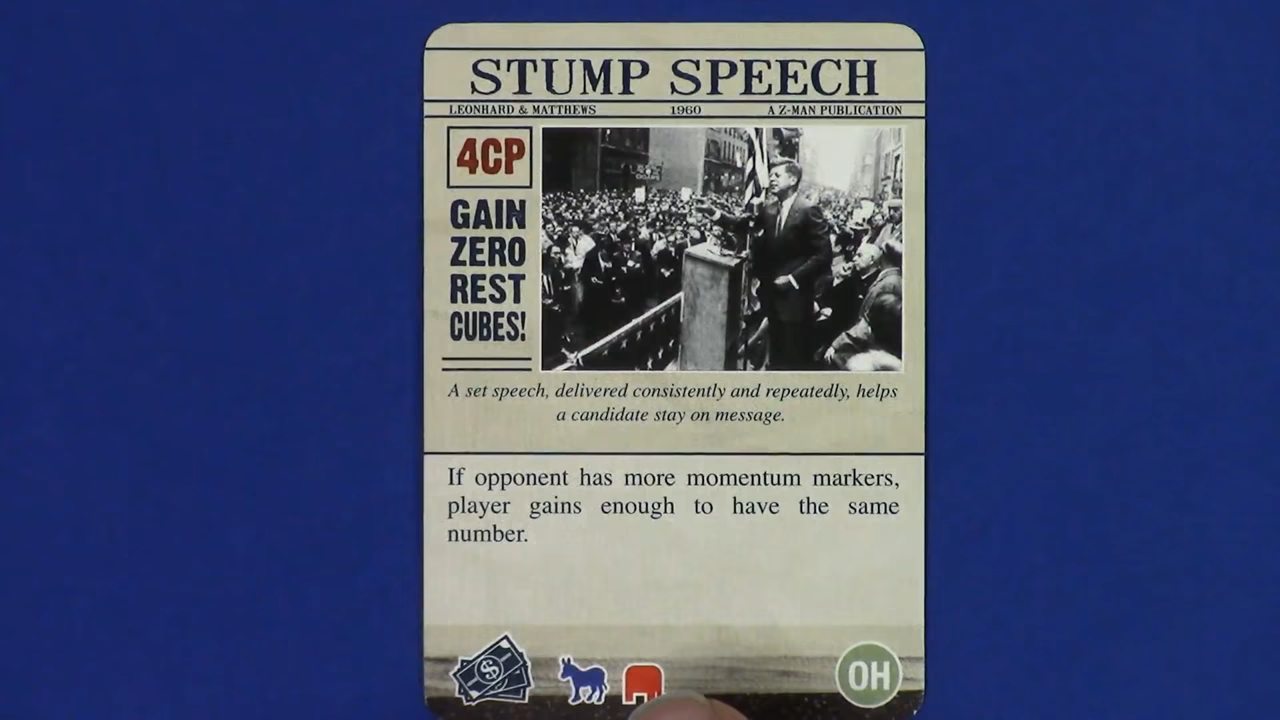 STUMP SPEECH
LEONHARD & MATTHEWS 1960 A Z-MAN PUBLICATION
4CP
GAIN
ZERO
REST
CUBES!
A set speech, delivered consistently and repeatedly, helps
a candidate stay on message.
If opponent has more momentum markers,
player gains enough to have the same
number.
$
OH